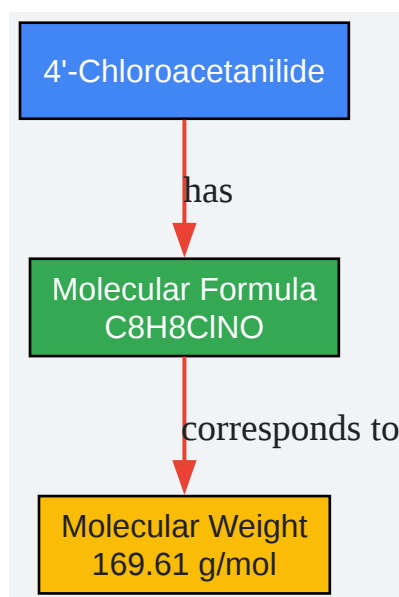 4'-Chloroacetanilide
has
Molecular Formula
C8H8ClNO
corresponds to
Molecular Weight
169.61 g/mol